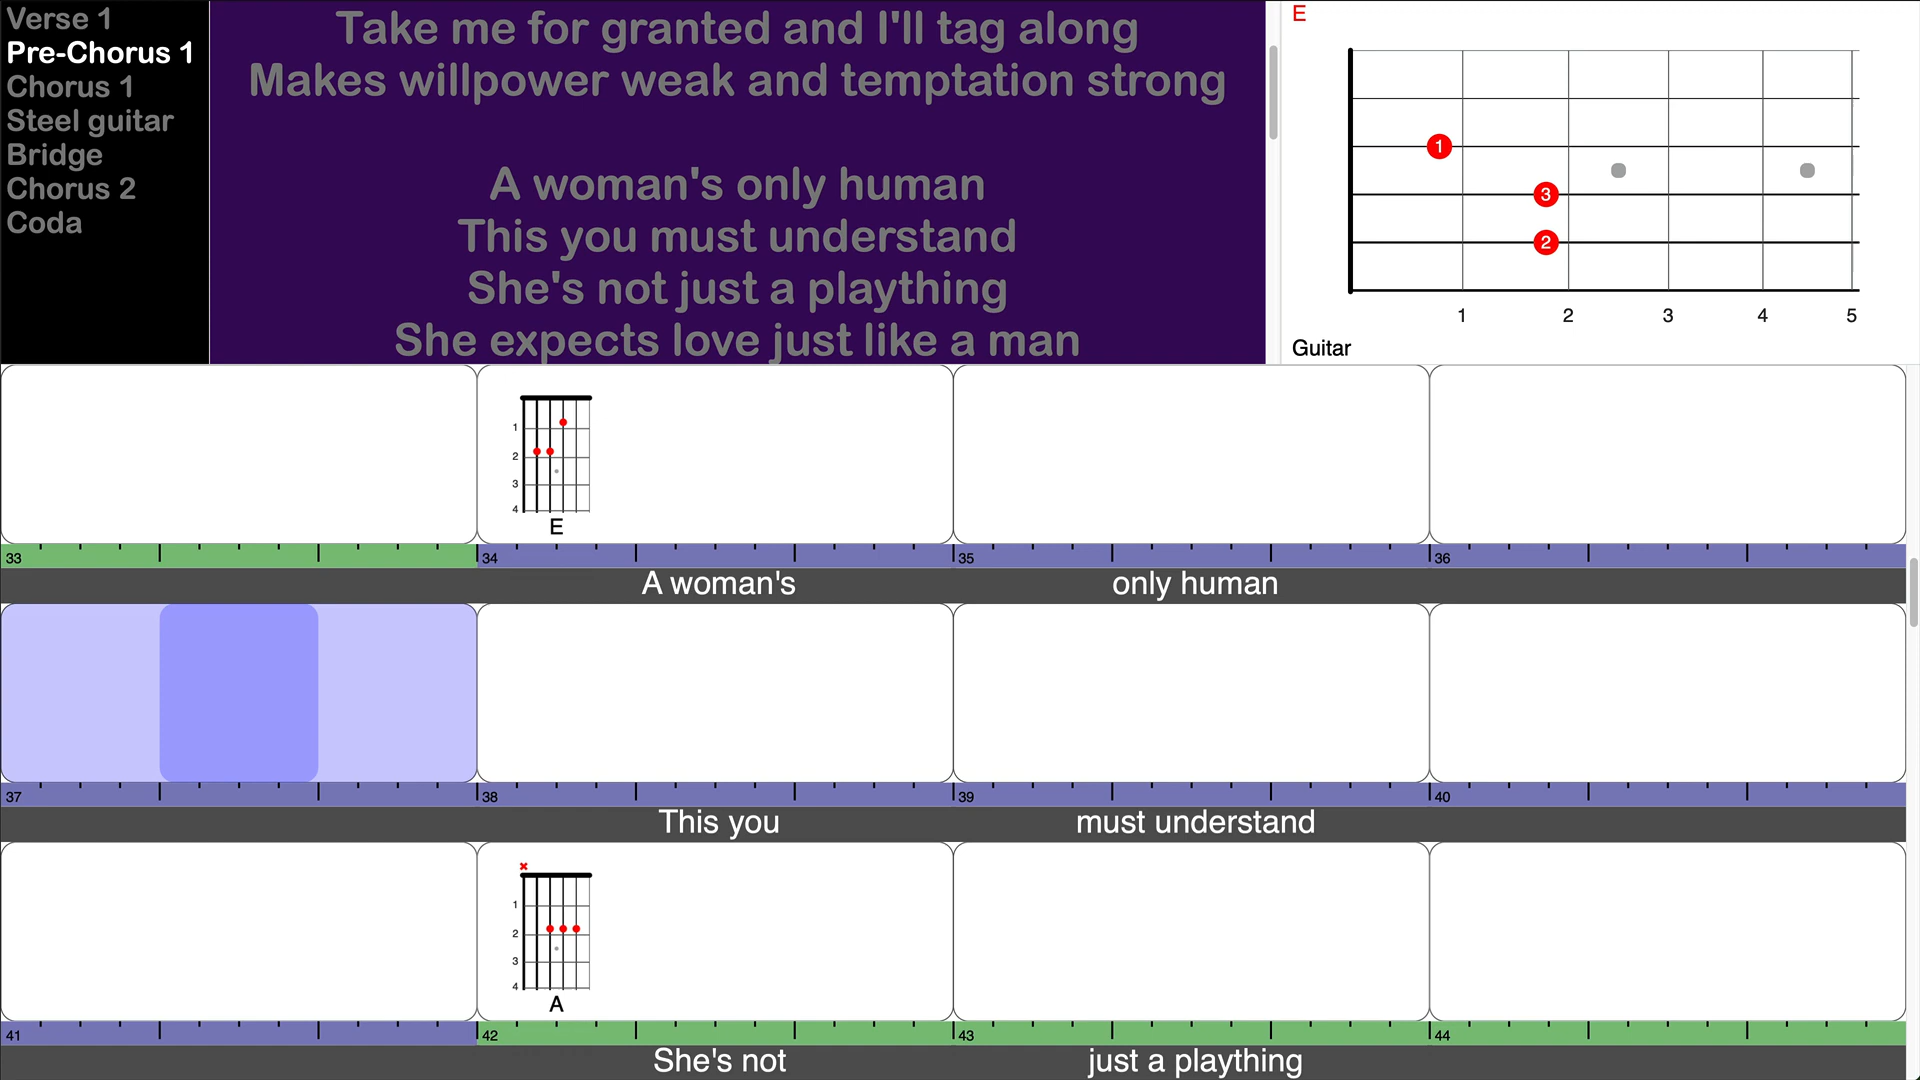 Verse 1
Pre-Chorus 1
Chorus 1
Steel guitar
Bridge
Chorus 2
Coda
Take me for granted and I'll tag along
Makes willpower weak and temptation strong
A woman's only human
This you must understand
She's not just a plaything
She expects love just like a man
E
1
3
2
1 2 3 4 5
Guitar
1
2
3
4
E
33 34 35 36
A woman's only human
37 38 39 40
This you must understand
1
2
3
4
A
41 42 43 44
She's not just a plaything